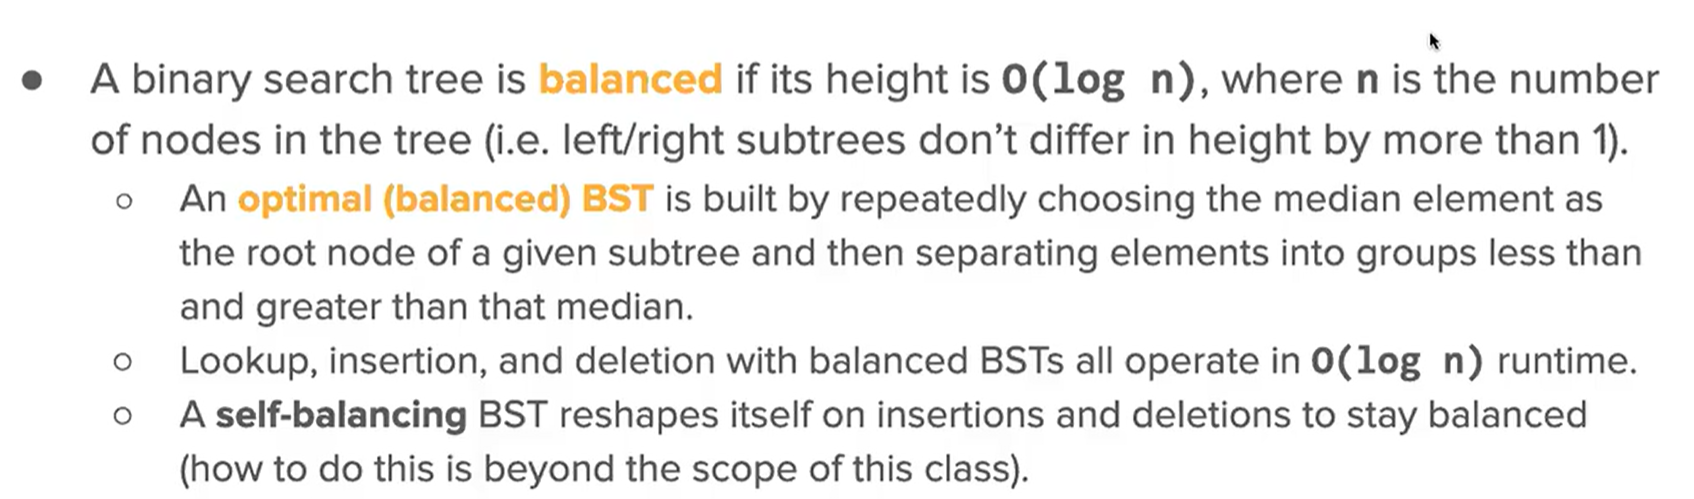 ● A binary search tree is balanced if its height is O(log n), where n is the number
of nodes in the tree (i.e. left/right subtrees don’t differ in height by more than 1).
○ An optimal (balanced) BST is built by repeatedly choosing the median element as
the root node of a given subtree and then separating elements into groups less than
and greater than that median.
○ Lookup, insertion, and deletion with balanced BSTs all operate in O(log n) runtime.
○ A self-balancing BST reshapes itself on insertions and deletions to stay balanced
(how to do this is beyond the scope of this class).